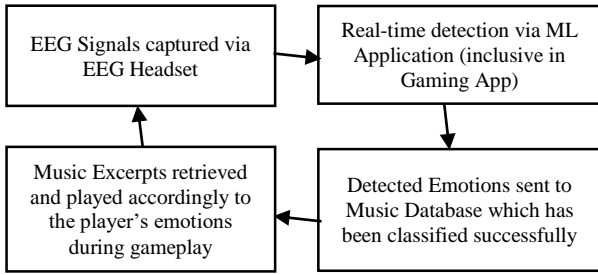 EEG Signals captured via
EEG Headset
Real-time detection via ML
Application (inclusive in
Gaming App)
Music Excerpts retrieved
and played accordingly to
the player's emotions
during gameplay
Detected Emotions sent to
Music Database which has
been classified successfully